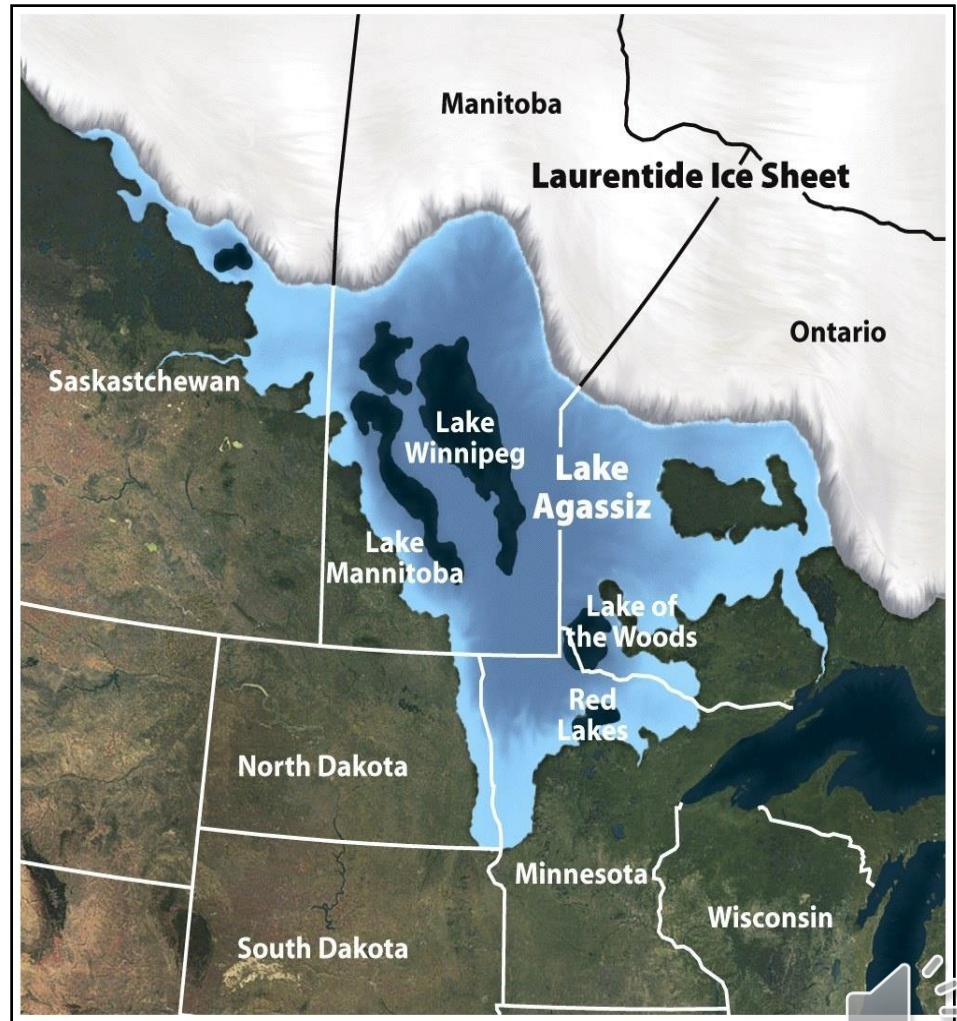 Manitoba
Laurentide Ice Sheet
Ontario
Saskastchewan
Lake
Winnipeg
Lake
Agassiz
Lake
Mannitoba
Lake of
the Woods
Red
Lakes
North Dakota
Minnesota
Wisconsin
South Dakota